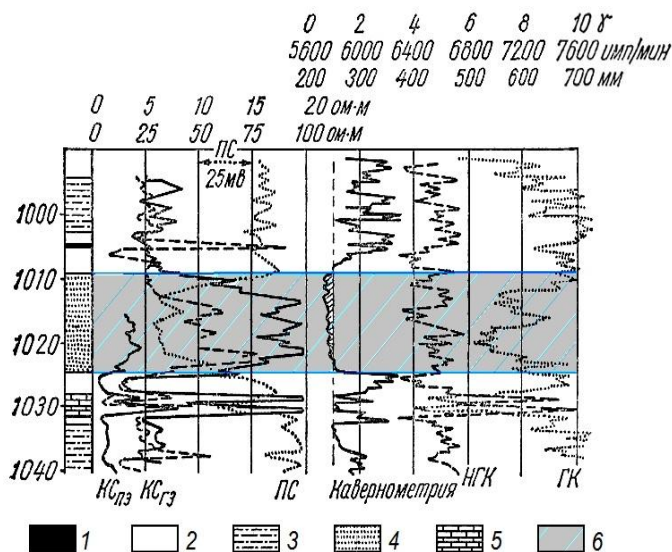 0 2 4 6 8 10 γ
5600 6000 6400 6800 7200 7600 имп/мин
200 300 400 500 600 700 мм
0 5 10 15 20 ом·м
0 25 50 75 100 ом·м
ПС
25мв
1000
1010
1020
1030
1040
КСпз КСгз ПС Кавернометрия НГК ГК
1 2 3 4 5 6